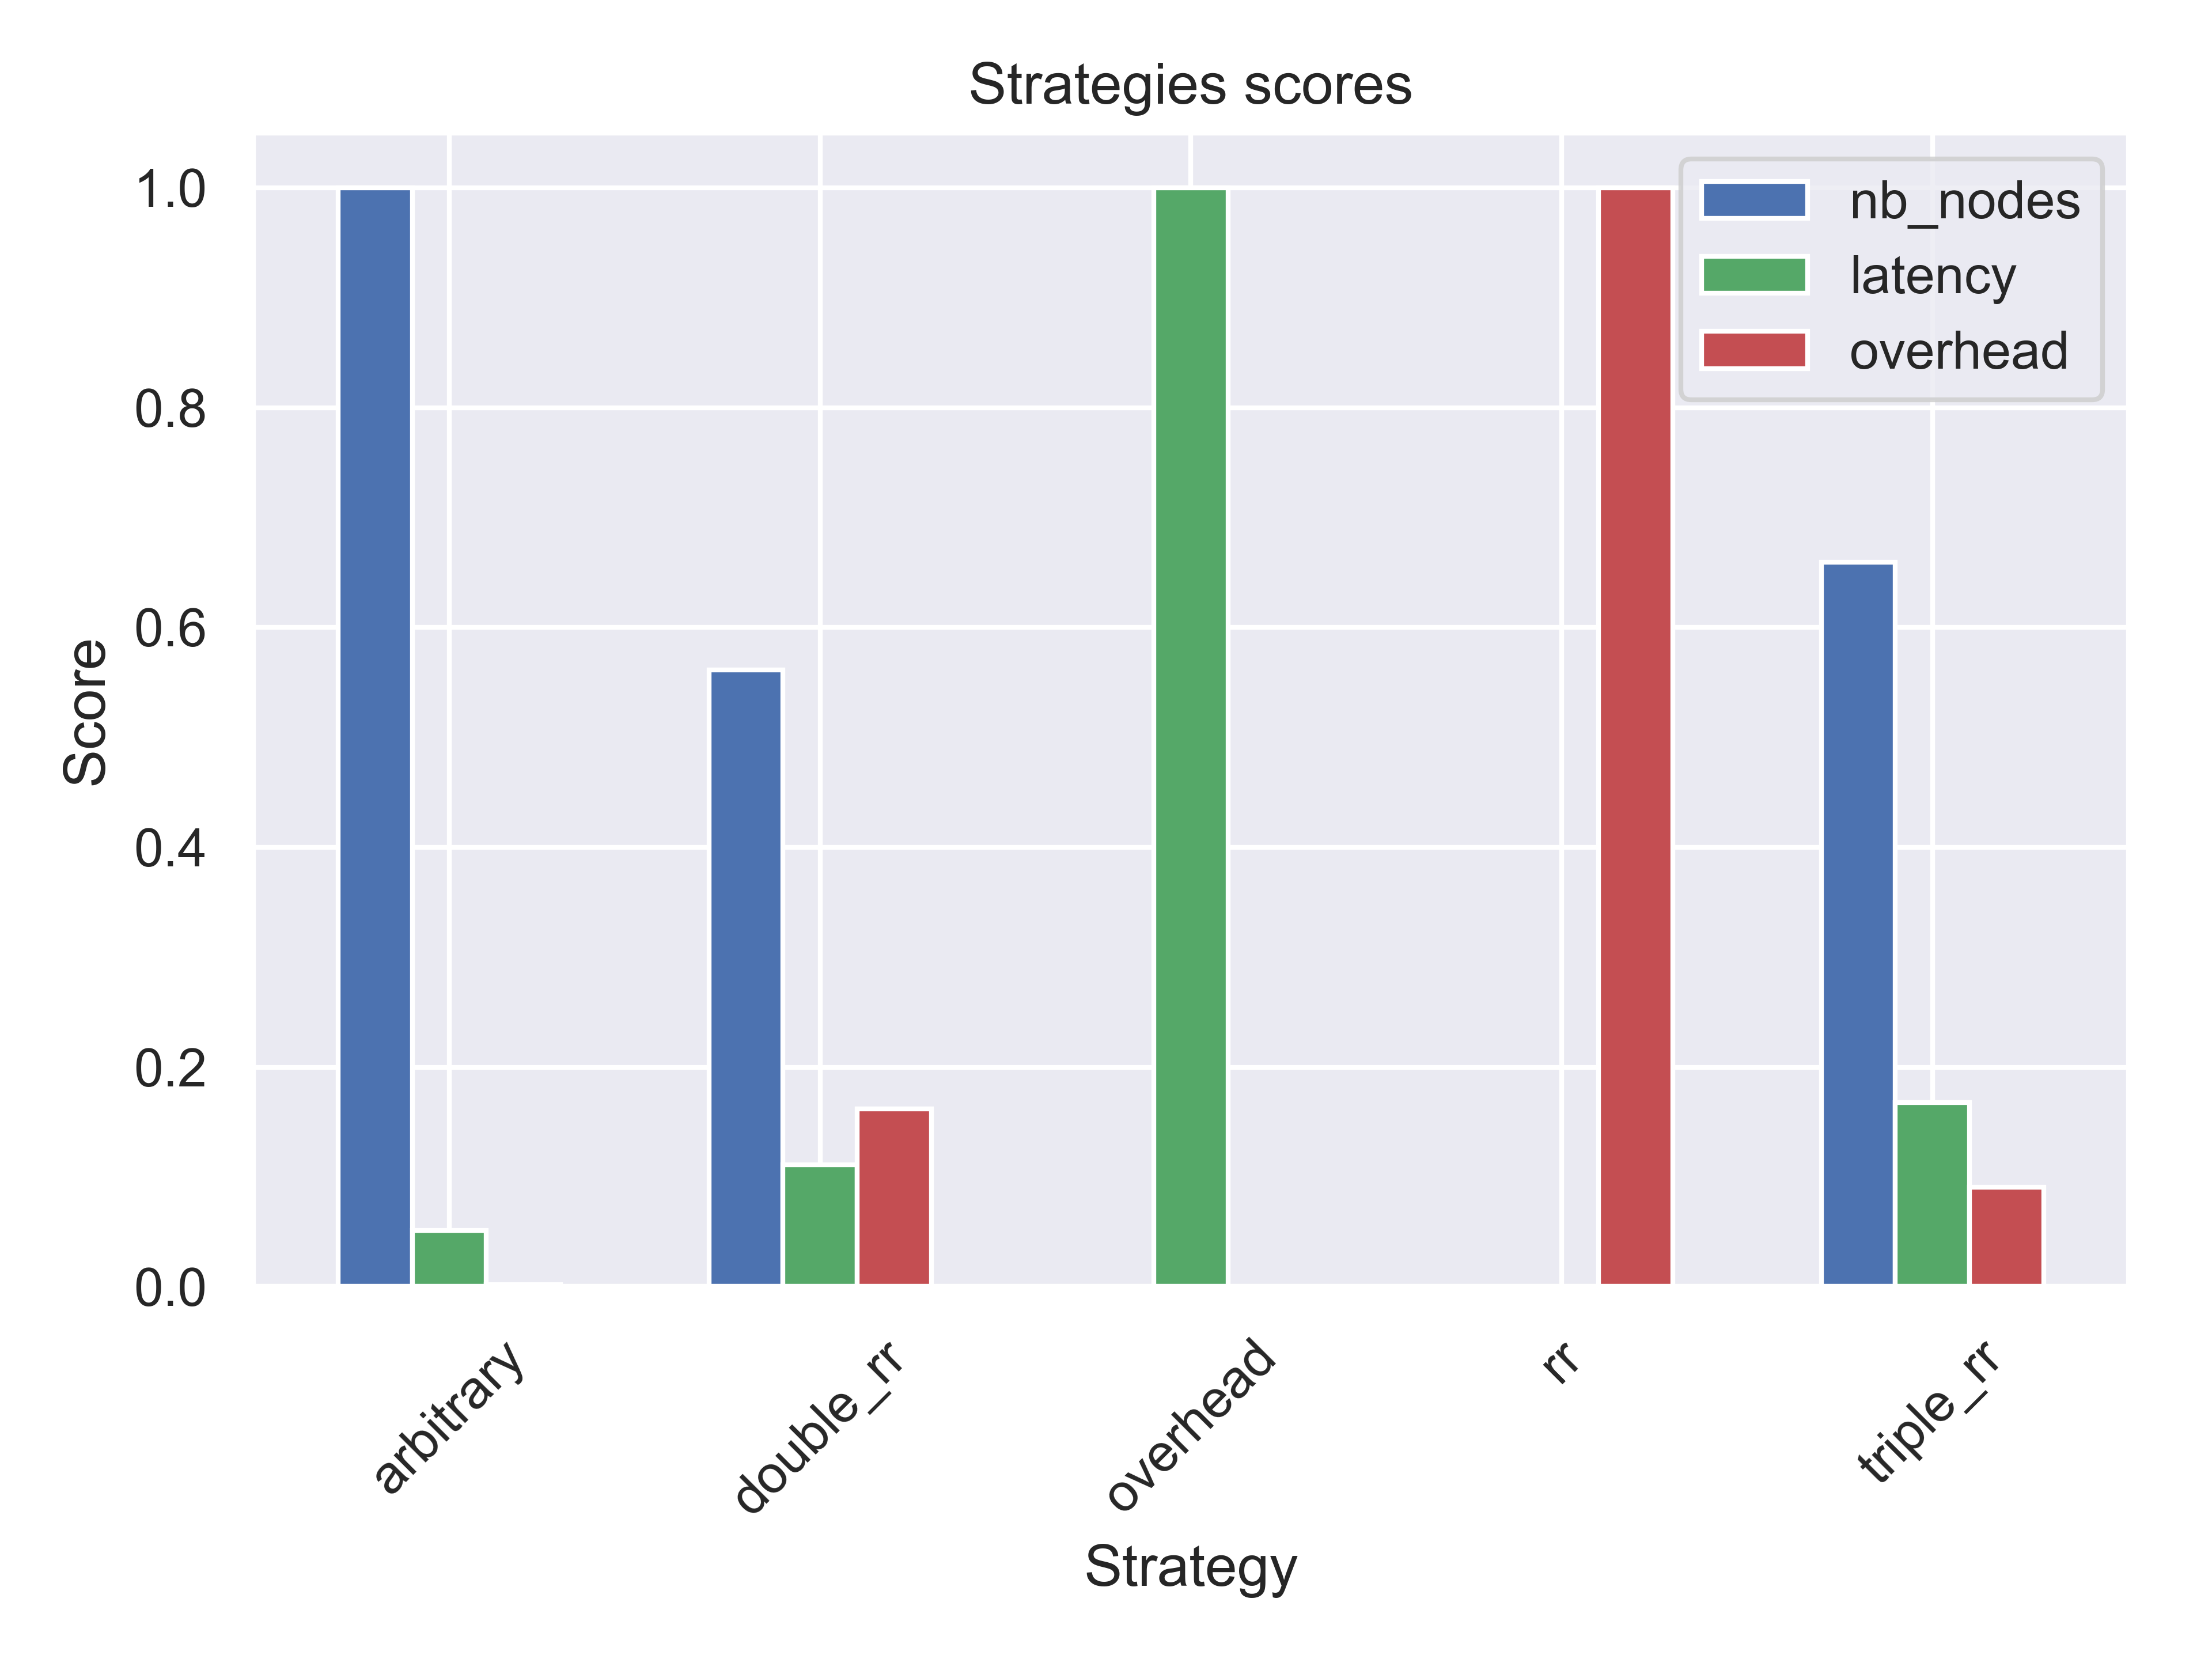 Strategies scores
1.0
0.8
0.6
0.4
0.2
0.0
Score
nb_nodes
latency
overhead
arbitrary
double_rr
overhead
rr
triple_rr
Strategy